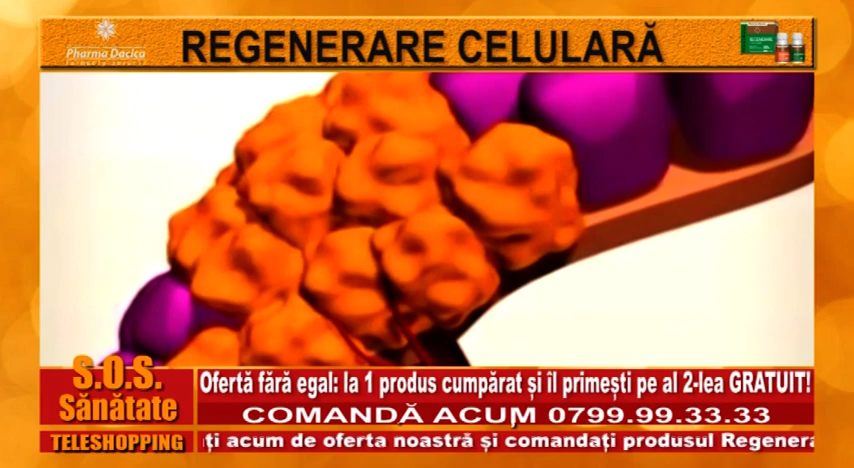 Pharma Dacica
REGENERARE CELULARĂ
S.O.S.
Sănătate
TELESHOPPING
Ofertă fără egal: la 1 produs cumpărat și îl primești pe al 2-lea GRATUIT!
COMANDĂ ACUM 0799.99.33.33
ți acum de oferta noastră și comandați produsul Regenera